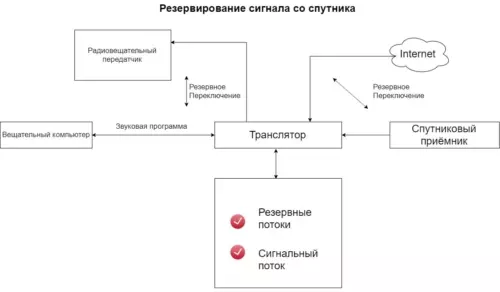 Резервирование сигнала со спутника
Радиовещательный
передатчик
Internet
Резервное
Переключение
Резервное
Переключение
Звуковая программа
Вещательный компьютер
Транслятор
Спутниковый
приёмник
Резервные
потоки
Сигнальный
поток